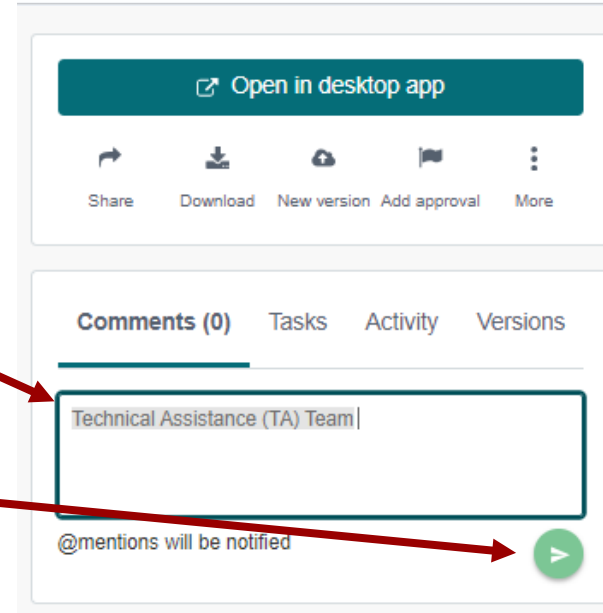 Open in desktop app
Share Download New version Add approval More
Comments (0) Tasks Activity Versions
Technical Assistance (TA) Team
@mentions will be notified